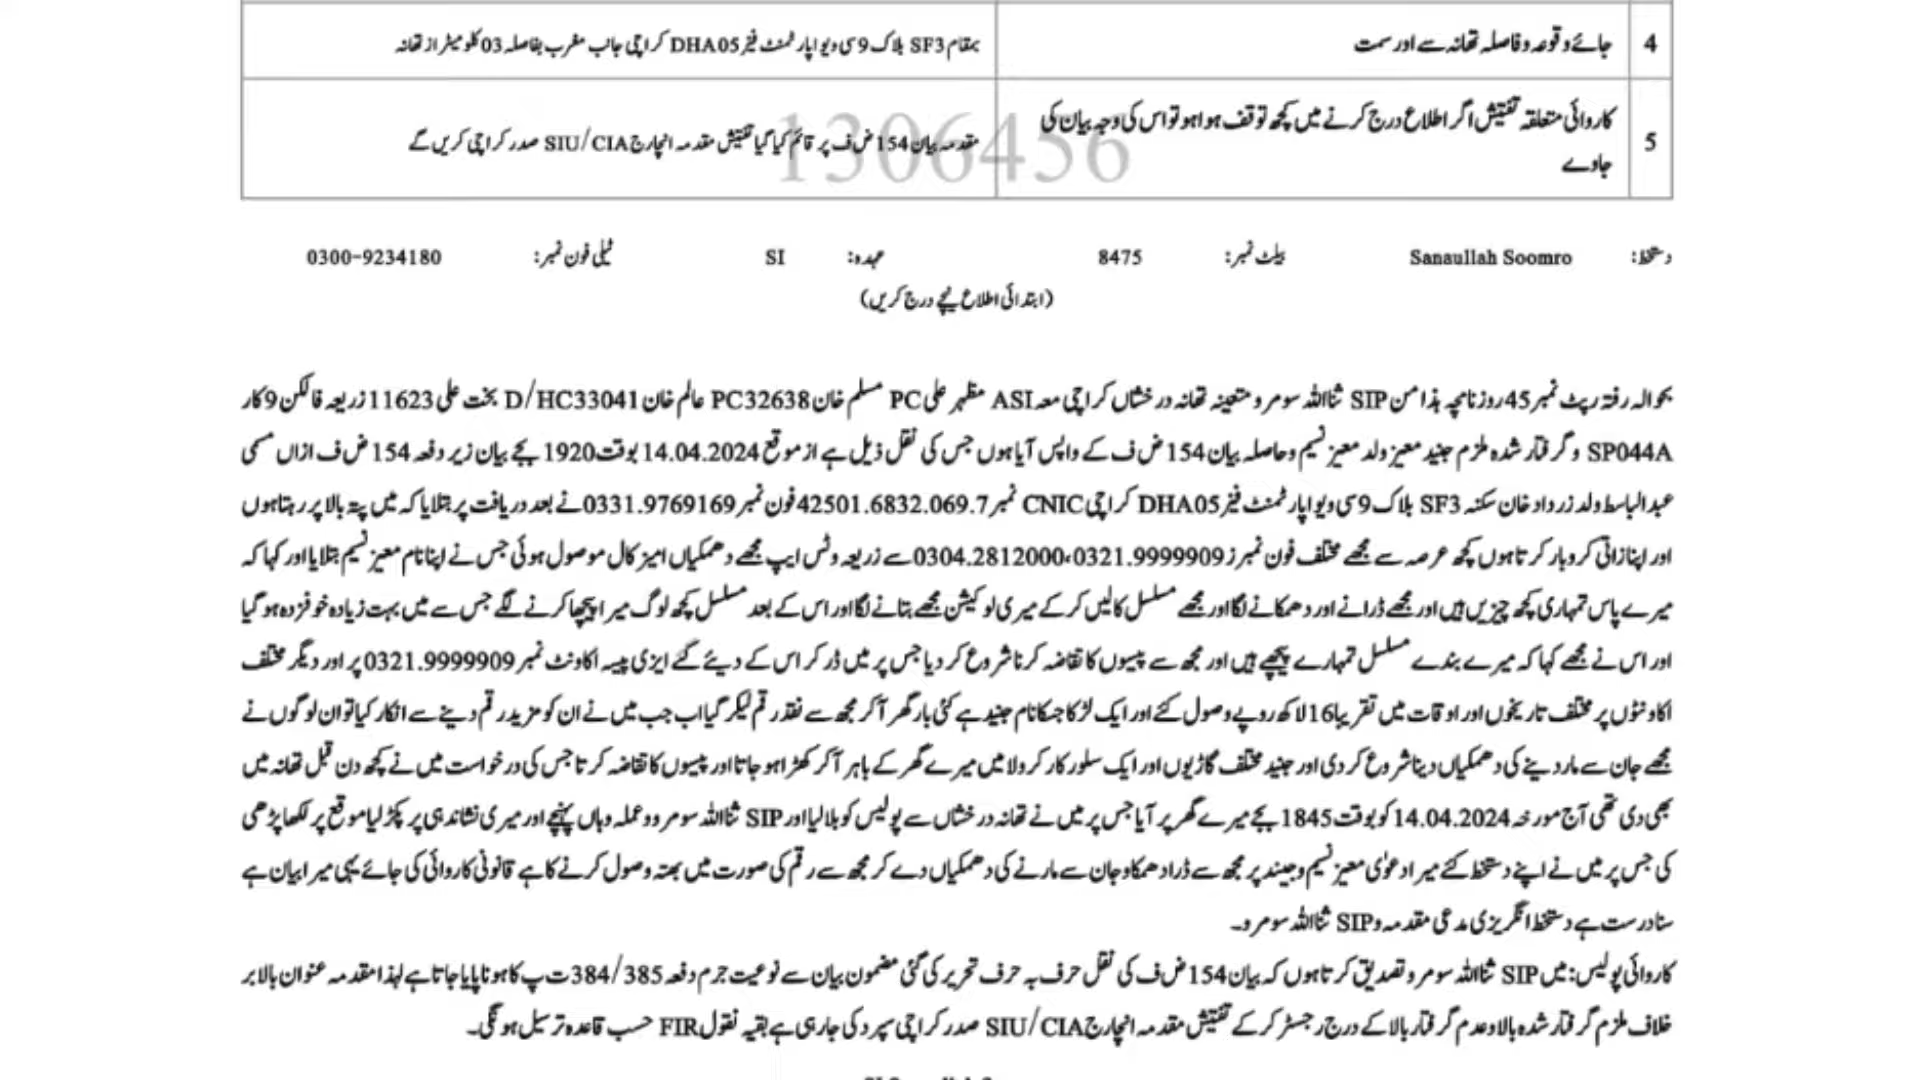 4 جائے وقوعہ و فاصلہ تھانہ سے اور سمت بمقام SF3 بلاک 9 سی ویو اپارٹمنٹ فیز DHA05 کراچی جانب مغرب بفاصلہ 03 کلومیٹر از تھانہ
5 کاروائی متعلقہ تفتیش اگر اطلاع درج کرنے میں کچھ توقف ہوا ہو تو اس کی وجہ بیان کی جاوے مقدمہ بیان 154 ض ف پر قائم کیا گیا تفتیش مقدمہ انچارج SIU/CIA صدر کراچی کریں گے
1306456
دستخط: Sanaullah Soomro بیلٹ نمبر: 8475 عہدہ: SI ٹیلی فون نمبر: 0300-9234180
(ابتدائی اطلاع نیچے درج کریں)
بحوالہ رفتہ رپٹ نمبر 45 روزنامچہ ہذا من SIP ثنااللہ سومرو متعینہ تھانہ درخشاں کراچی معہ ASI مظہر علی PC مسلم خان PC32638 عالم خان D/HC33041 بخت علی 11623 زریعہ فالکن 9 کار
SP044A و گرفتار شدہ ملزم جنید معیز ولد معیز نسیم و حاصلہ بیان 154 ض ف کے واپس آیا ہوں جس کی نقل ذیل ہے از موقع 14.04.2024 بوقت 1920 بجے بیان زیر دفعہ 154 ض ف ازاں مسمی
عبدالباسط ولد زرداد خان سکنہ SF3 بلاک 9 سی ویو اپارٹمنٹ فیز DHA05 کراچی CNIC نمبر 42501.6832.069.7 فون نمبر 0331.9769169 نے بعد دریافت پر بتلایا کہ میں پتہ بالا پر رہتا ہوں
اور اپنا زاتی کروبار کرتا ہوں کچھ عرصہ سے مجھے مختلف فون نمبرز 0321.9999909،0304.2812000 سے زریعہ وٹس ایپ مجھے دھمکیاں امیز کال موصول ہوئی جس نے اپنا نام معیز نسیم بتلایا اور کہا کہ
میرے پاس تمہاری کچھ چیزیں ہیں اور مجھے ڈرانے اور دھمکانے لگا اور مجھے مسلسل کالیں کر کے میری لوکیشن مجھے بتانے لگا اور اس کے بعد مسلسل کچھ لوگ میرا پیچھا کرنے لگے جس سے میں بہت زیادہ خوفزدہ ہو گیا
اور اس نے مجھے کہا کہ میرے بندے مسلسل تمہارے پیچھے ہیں اور مجھ سے پیسوں کا تقاضہ کرنا شروع کر دیا جس پر میں ڈر کر اس کے دیئے گئے ایزی پیسہ اکاونٹ نمبر 0321.9999909 پر اور دیگر مختلف
اکاونٹوں پر مختلف تاریخوں اور اوقات میں تقریبا 16 لاکھ روپے وصول کئے اور ایک لڑکا جسکا نام جنید ہے کئی بار گھر آکر مجھ سے نقد رقم لیکر گیا اب جب میں نے ان کو مزید رقم دینے سے انکار کیا تو ان لوگوں نے
مجھے جان سے مار دینے کی دھمکیاں دینا شروع کر دی اور جنید مختلف گاڑیوں اور ایک سلور کار کرولا میں میرے گھر کے باہر آکر کھڑا ہو جاتا اور پیسوں کا تقاضہ کرتا جس کی درخواست میں نے کچھ دن قبل تھانہ میں
بھی دی تھی آج مورخہ 14.04.2024 کو بوقت 1845 بجے میرے گھر پر آیا جس پر میں نے تھانہ درخشاں سے پولیس کو بلا لیا اور SIP ثنااللہ سومرو و عملہ وہاں پہنچے اور میری نشاندہی پر پکڑ لیا موقع پر لکھا پڑھی
کی جس پر میں نے اپنے دستخط کئے میرا دعوٰی معیز نسیم و جیند پر مجھ سے ڈرا دھمکا و جان سے مارنے کی دھمکیاں دے کر مجھ سے رقم کی صورت میں بھتہ وصول کرنے کا ہے قانونی کاروائی کی جائے یہی میرا بیان ہے
سنا درست ہے دستخط انگریزی مدعی مقدمہ و SIP ثنااللہ سومرو۔
کاروائی پولیس: میں SIP ثنااللہ سومرو تصدیق کرتا ہوں کہ بیان 154 ض ف کی نقل حرف بہ حرف تحریر کی گئی مضمون بیان سے نوعیت جرم دفعہ 384/385 ت پ کا ہونا پایا جاتا ہے لہذا مقدمہ عنوان بالا بر
خلاف ملزم گرفتار شدہ بالا و عدم گرفتار بالا کے درج رجسٹر کر کے تفتیش مقدمہ انچارج SIU/CIA صدر کراچی سپرد کی جا رہی ہے بقیہ نقول FIR حسب قاعدہ ترسیل ہونگی۔